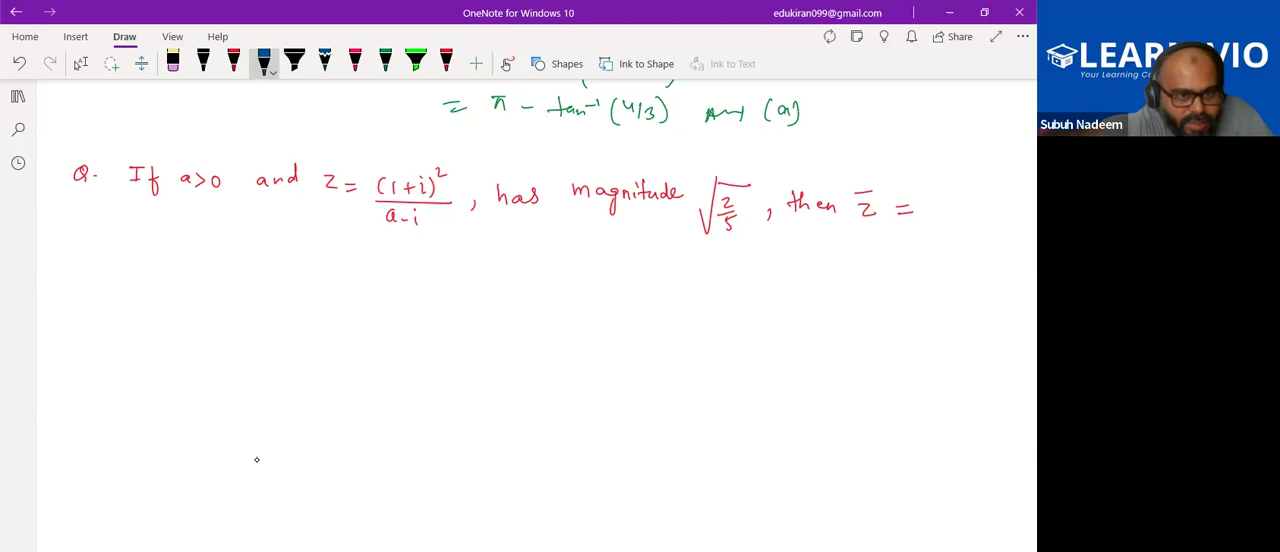 OneNote for Windows 10
edukiran099@gmail.com
Home Insert Draw View Help
Share
Shapes Ink to Shape Ink to Text
LEARNVIO
Your Learning
Subuh Nadeem
= π - tan⁻¹ (4/3) Ans (a)
Q. If a>0 and z = (1+i)²/(a-i), has magnitude √(2/5), then z̄ =